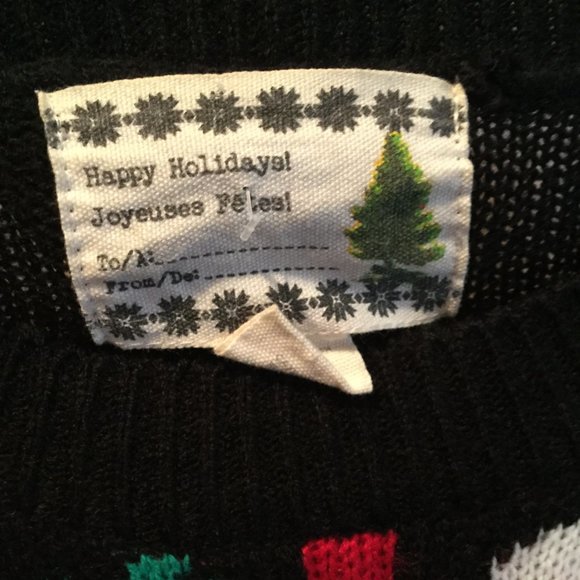 Happy Holidays!
Joyeuses Fêtes!
To/À:
From/De: